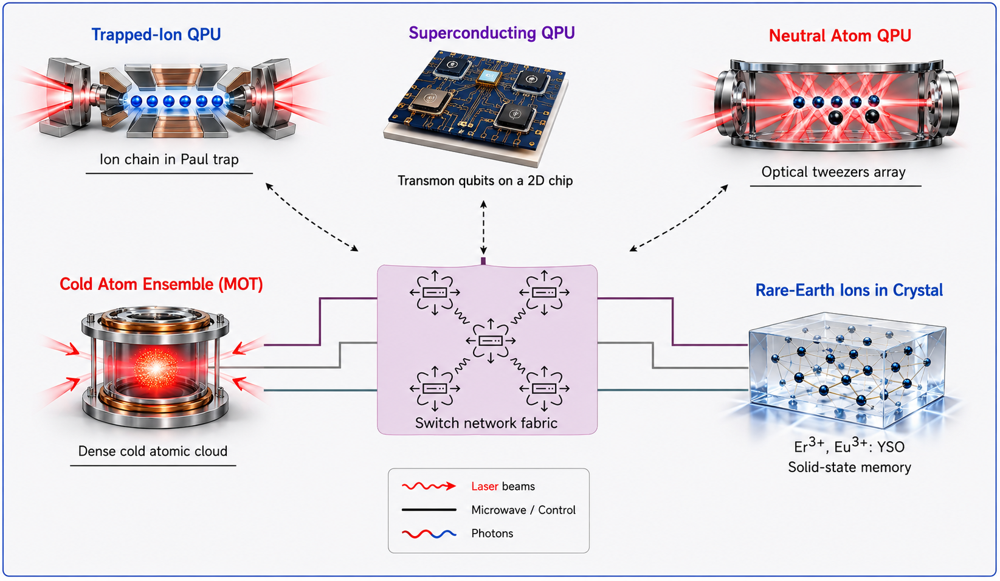 Trapped-Ion QPU
Superconducting QPU
Neutral Atom QPU
Ion chain in Paul trap
Transmon qubits on a 2D chip
Optical tweezers array
Cold Atom Ensemble (MOT)
Rare-Earth Ions in Crystal
Switch network fabric
Dense cold atomic cloud
Er³⁺, Eu³⁺: YSO
Solid-state memory
Laser beams
Microwave / Control
Photons